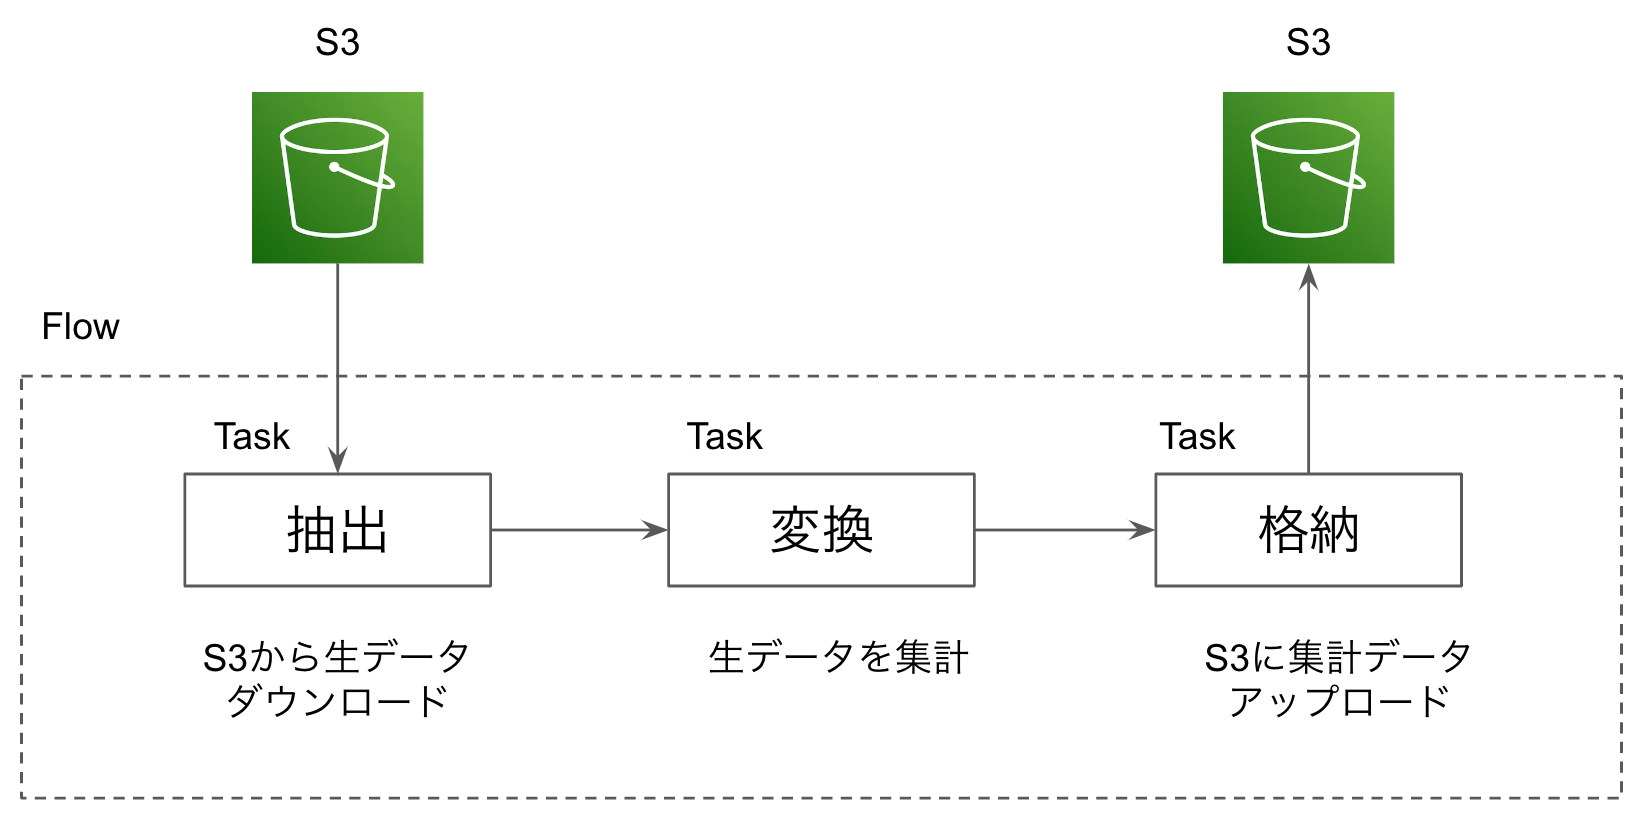 S3
S3
Flow
Task
Task
Task
抽出
変換
格納
S3から生データ
ダウンロード
生データを集計
S3に集計データ
アップロード